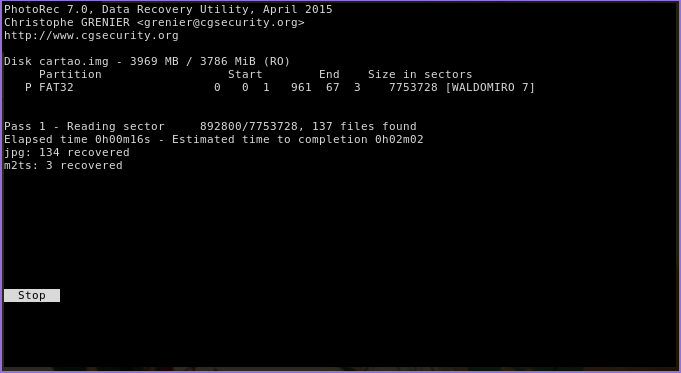 PhotoRec 7.0, Data Recovery Utility, April 2015
Christophe GRENIER <grenier@cgsecurity.org>
http://www.cgsecurity.org
Disk cartao.img - 3969 MB / 3786 MiB (RO)
Partition Start End Size in sectors
P FAT32 0 0 1 961 67 3 7753728 [WALDOMIRO 7]
Pass 1 - Reading sector 892800/7753728, 137 files found
Elapsed time 0h00m16s - Estimated time to completion 0h02m02
jpg: 134 recovered
m2ts: 3 recovered
Stop